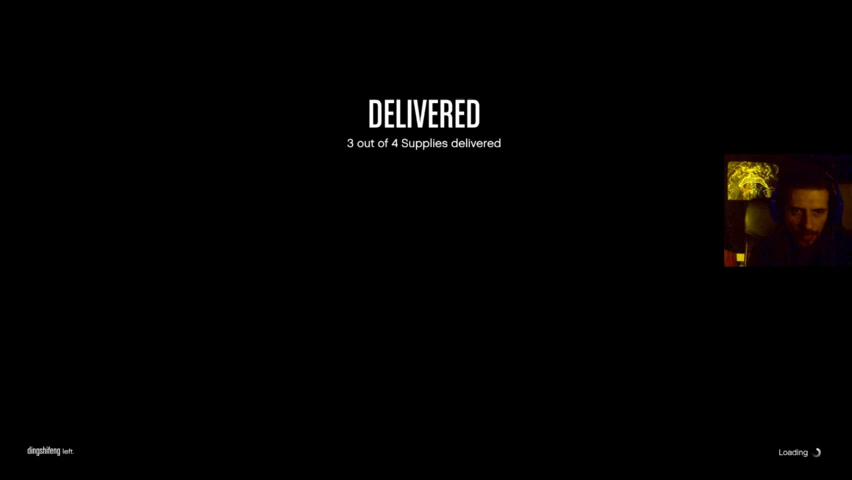 DELIVERED
3 out of 4 Supplies delivered
dingshifeng left.
Loading